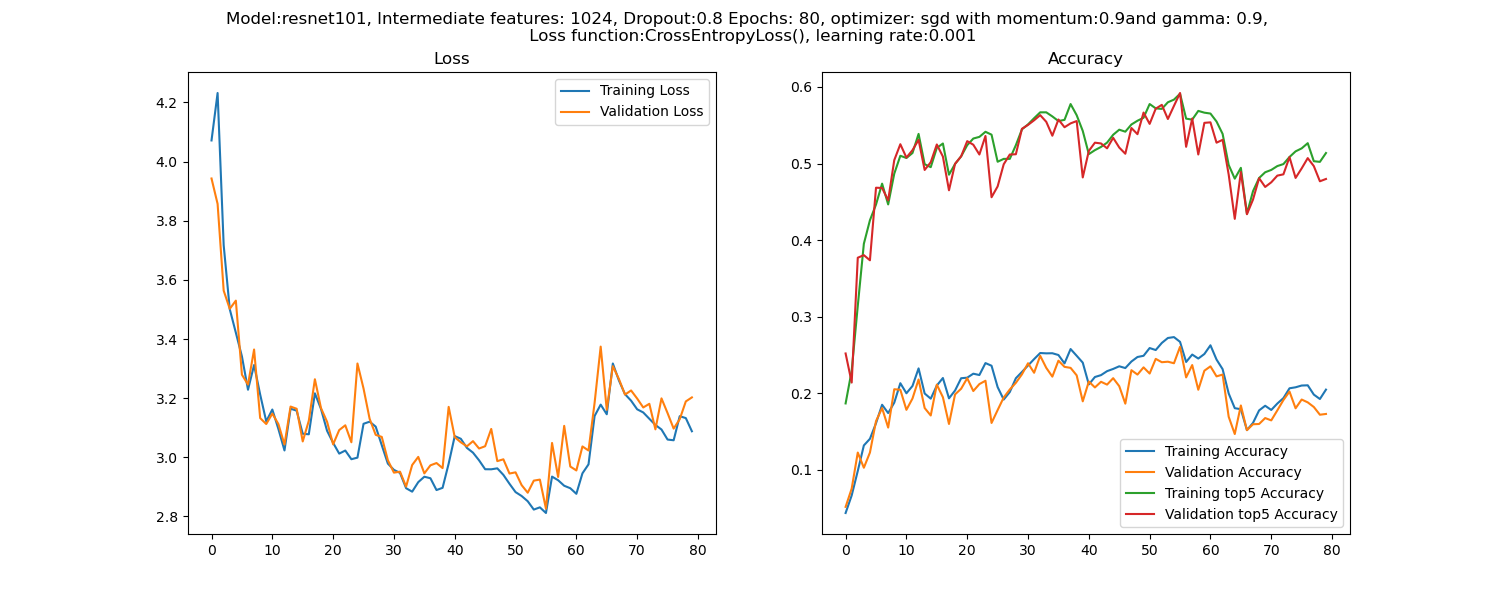 Model:resnet101, Intermediate features: 1024, Dropout:0.8 Epochs: 80, optimizer: sgd with momentum:0.9and gamma: 0.9,
Loss function:CrossEntropyLoss(), learning rate:0.001
Loss
Training Loss
Validation Loss
4.2
4.0
3.8
3.6
3.4
3.2
3.0
2.8
0 10 20 30 40 50 60 70 80
Accuracy
0.6
0.5
0.4
0.3
0.2
0.1
Training Accuracy
Validation Accuracy
Training top5 Accuracy
Validation top5 Accuracy
0 10 20 30 40 50 60 70 80